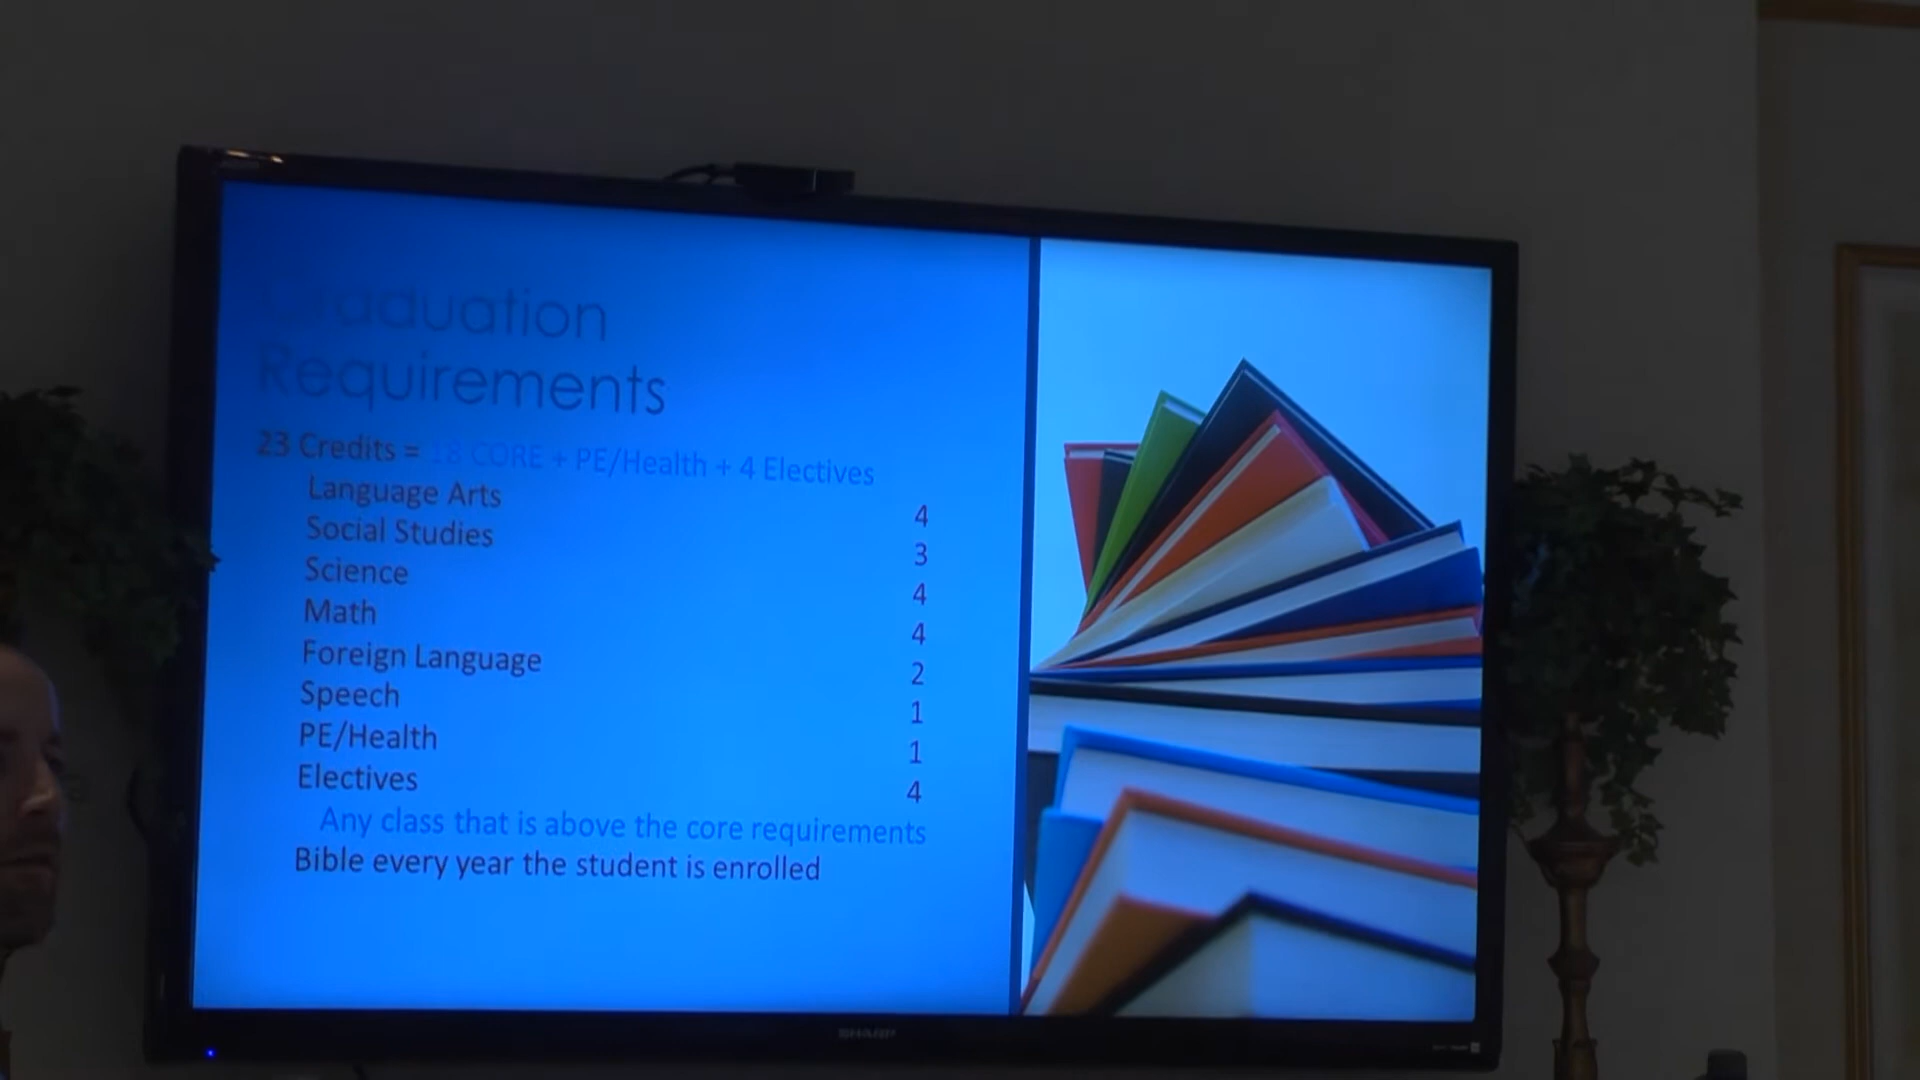 Graduation
Requirements
23 Credits = 18 CORE + PE/Health + 4 Electives
Language Arts 4
Social Studies 3
Science 4
Math 4
Foreign Language 2
Speech 1
PE/Health 1
Electives 4
Any class that is above the core requirements
Bible every year the student is enrolled